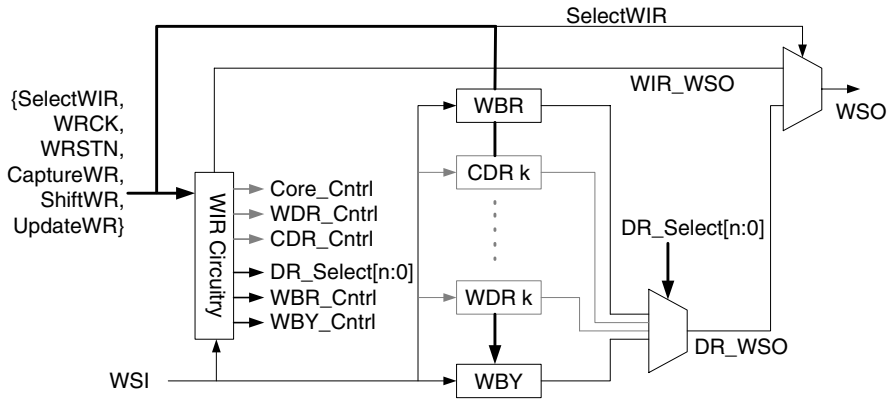 SelectWIR
{SelectWIR,
WRCK,
WRSTN,
CaptureWR,
ShiftWR,
UpdateWR}
WIR_WSO
WSO
WBR
CDR k
WIR Circuitry
Core_Cntrl
WDR_Cntrl
CDR_Cntrl
DR_Select[n:0]
WBR_Cntrl
WBY_Cntrl
DR_Select[n:0]
WDR k
DR_WSO
WSI
WBY